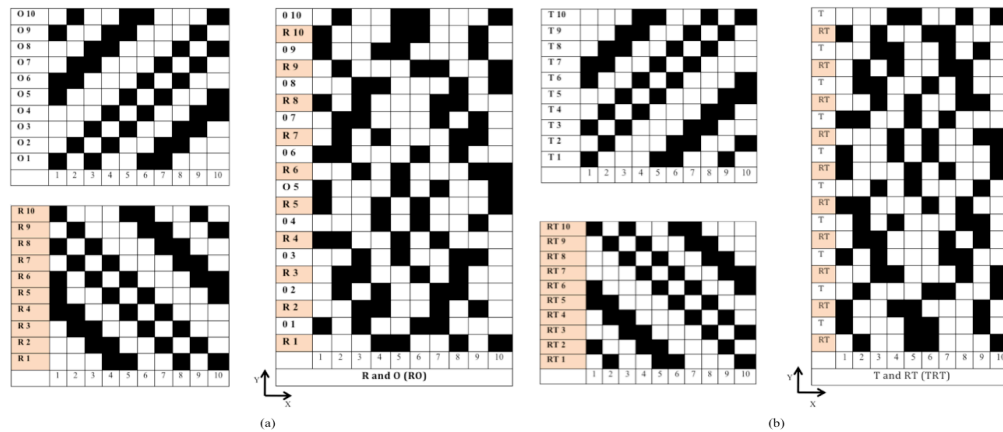 O 10
O 9
O 8
O 7
O 6
O 5
O 4
O 3
O 2
O 1
1 2 3 4 5 6 7 8 9 10
R 10
R 9
R 8
R 7
R 6
R 5
R 4
R 3
R 2
R 1
1 2 3 4 5 6 7 8 9 10
0 10
R 10
0 9
R 9
0 8
R 8
0 7
R 7
0 6
R 6
O 5
R 5
0 4
R 4
0 3
R 3
0 2
R 2
0 1
R 1
1 2 3 4 5 6 7 8 9 10
R and O (RO)
Y
X
(a)
T 10
T 9
T 8
T 7
T 6
T 5
T 4
T 3
T 2
T 1
1 2 3 4 5 6 7 8 9 10
RT 10
RT 9
RT 8
RT 7
RT 6
RT 5
RT 4
RT 3
RT 2
RT 1
1 2 3 4 5 6 7 8 9 10
T
RT
T
RT
T
RT
T
RT
T
RT
T
RT
T
RT
T
RT
T
RT
T
RT
1 2 3 4 5 6 7 8 9 10
T and RT (TRT)
Y
X
(b)